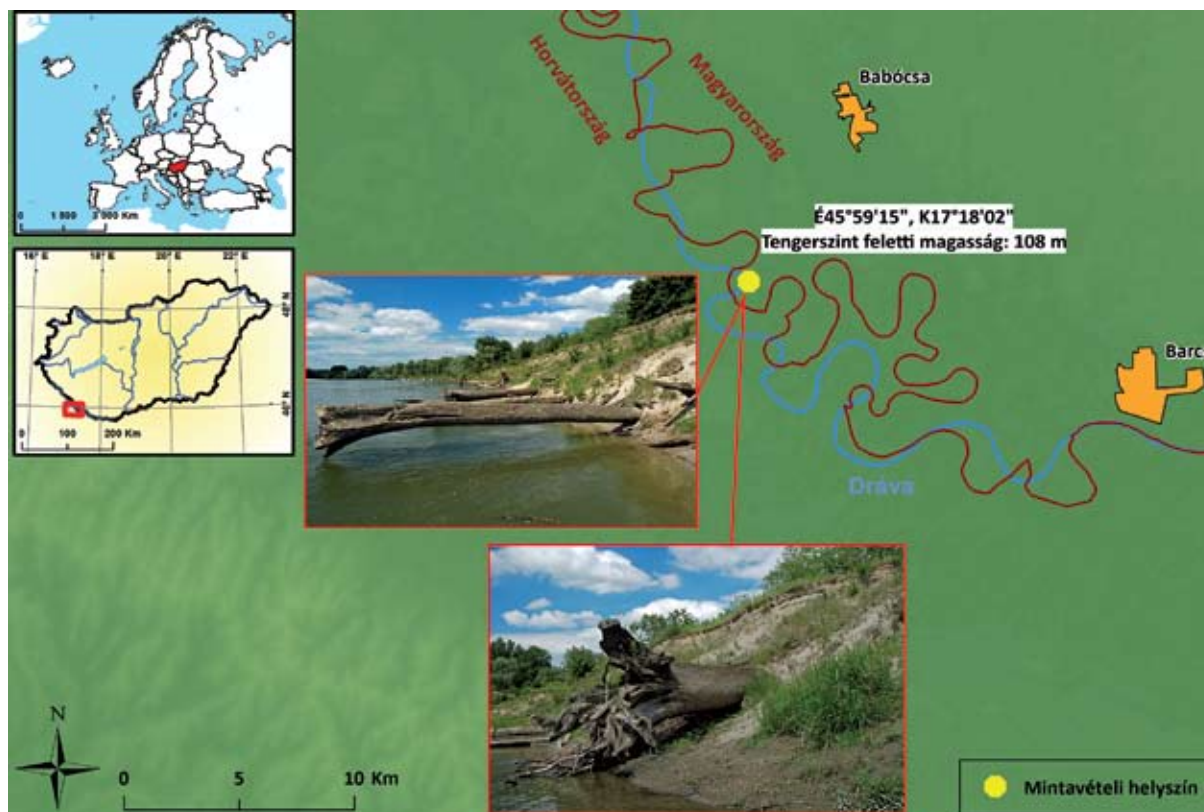 0 1 500 3 000 Km
16° E 18° 20° 22°
48° N
46° N
0 100 200 Km
Horvátország
Magyarország
Babócsa
É45°59'15", K17°18'02"
Tengerszint feletti magasság: 108 m
Barc
Dráva
N
0 5 10 Km
Mintavételi helyszín